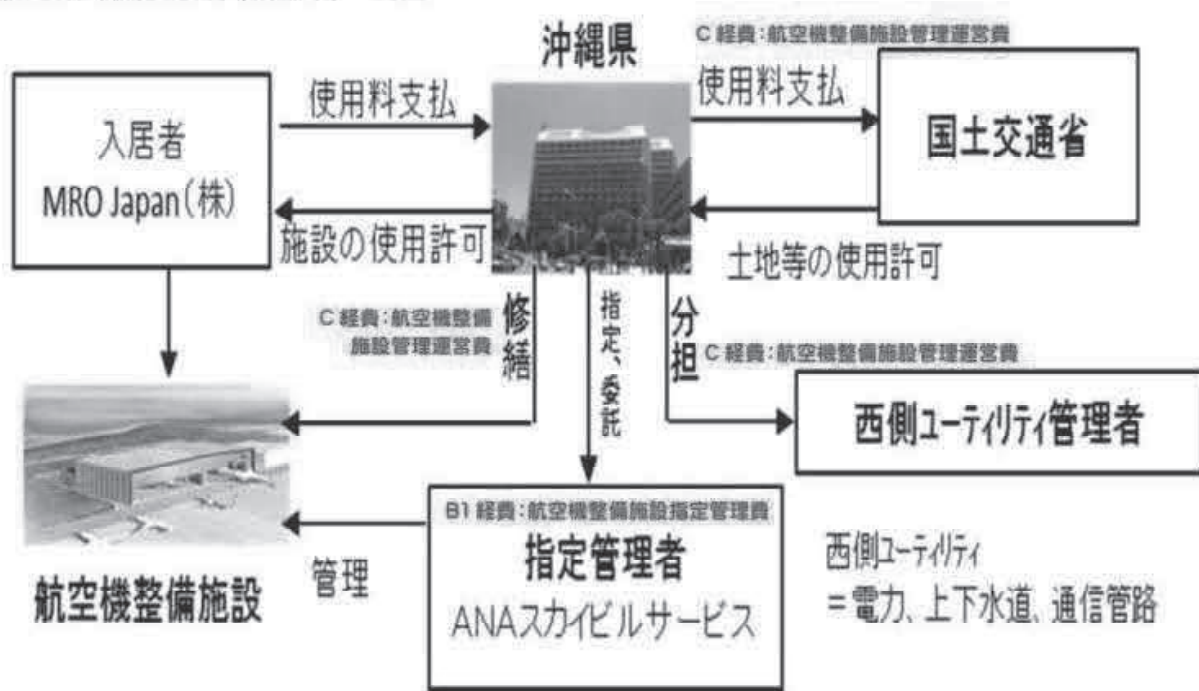 沖縄県
C 経費：航空機整備施設管理運営費
使用料支払
使用料支払
入居者
MRO Japan（株）
国土交通省
施設の使用許可
土地等の使用許可
C 経費：航空機整備
施設管理運営費
修繕
指定、委託
分担
C 経費：航空機整備施設管理運営費
西側ユーティリティ管理者
B1 経費：航空機整備施設指定管理費
指定管理者
ANAスカイビルサービス
管理
航空機整備施設
西側ユーティリティ
＝電力、上下水道、通信管路